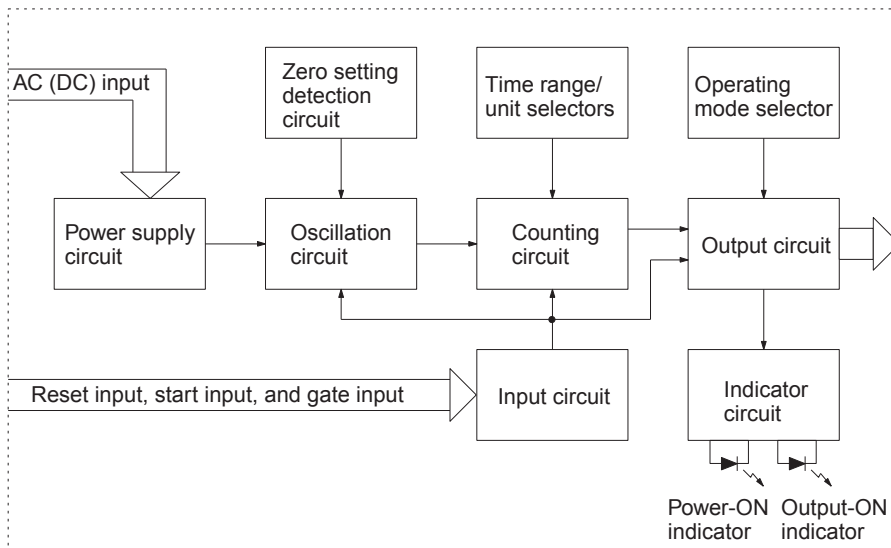 AC (DC) input
Zero setting
detection
circuit
Time range/
unit selectors
Operating
mode selector
Power supply
circuit
Oscillation
circuit
Counting
circuit
Output circuit
Reset input, start input, and gate input
Input circuit
Indicator
circuit
Power-ON
indicator
Output-ON
indicator